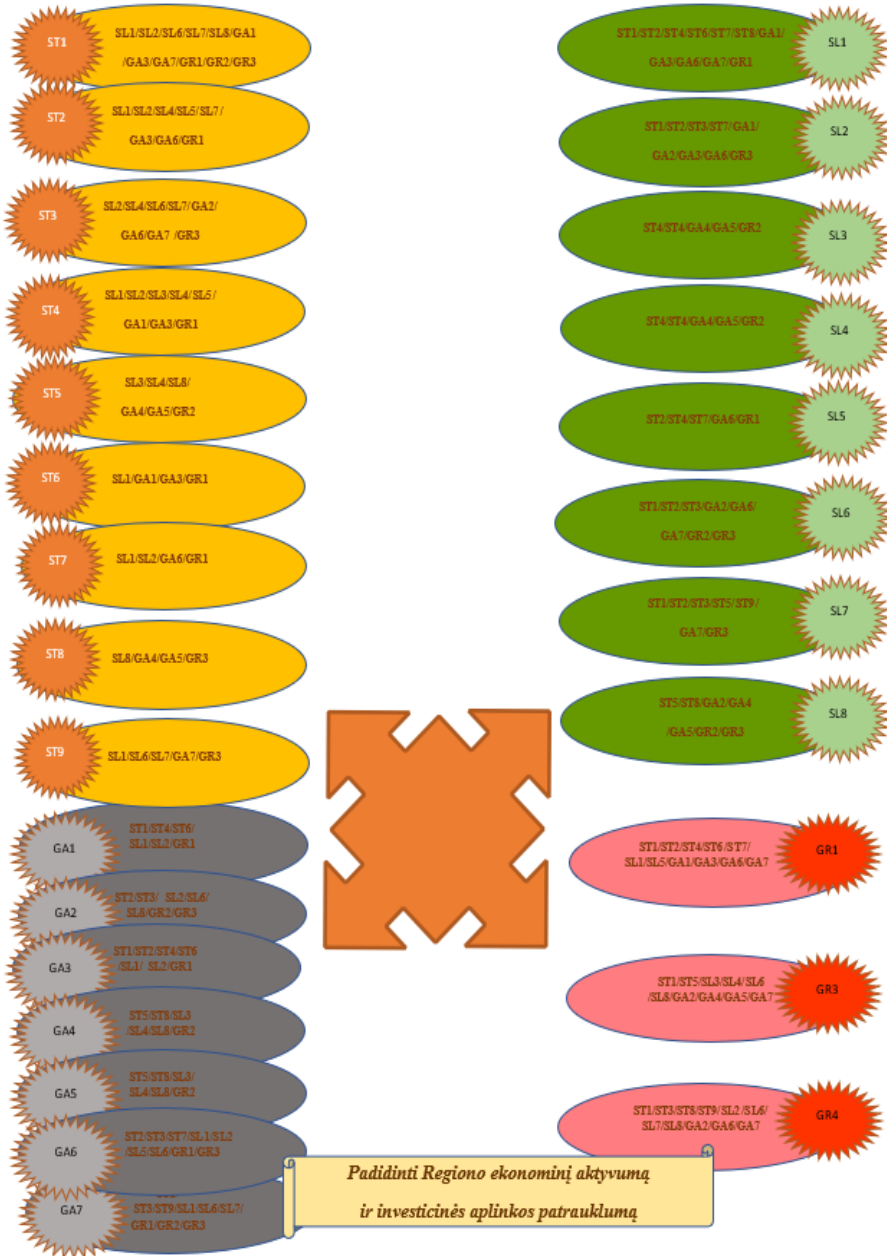 ST1
SL1/SL2/SL6/SL7/SL8/GA1
/GA3/GA7/GR1/GR2/GR3
ST2
SL1/SL2/SL4/SL5/SL7/
GA3/GA6/GR1
ST3
SL2/SL4/SL6/SL7/GA2/
GA6/GA7 /GR3
ST4
SL1/SL2/SL3/SL4/SL5/
GA1/GA3/GR1
ST5
SL3/SL4/SL8/
GA4/GA5/GR2
ST6
SL1/GA1/GA3/GR1
ST7
SL1/SL2/GA6/GR1
ST8
SL8/GA4/GA5/GR3
ST9
SL1/SL6/SL7/GA7/GR3
GA1
ST1/ST4/ST6/
SL1/SL2/GR1
GA2
ST2/ST3/ SL2/SL6/
SL8/GR2/GR3
GA3
ST1/ST2/ST4/ST6
/SL1/ SL2/GR1
GA4
ST5/ST8/SL3
/SL4/SL8/GR2
GA5
ST5/ST8/SL3/
SL4/SL8/GR2
GA6
ST2/ST3/ST7/SL1/SL2
/SL5/SL6/GR1/GR3
GA7
ST3/ST9/SL1/SL6/SL7/
GR1/GR2/GR3
ST1/ST2/ST4/ST6/ST7/ST8/GA1/
GA3/GA6/GA7/GR1
SL1
ST1/ST2/ST3/ST7/GA1/
GA2/GA3/GA6/GR3
SL2
ST4/ST4/GA4/GA5/GR2
SL3
ST4/ST4/GA4/GA5/GR2
SL4
ST2/ST4/ST7/GA6/GR1
SL5
ST1/ST2/ST3/GA2/GA6/
GA7/GR2/GR3
SL6
ST1/ST2/ST3/ST5/ST9/
GA7/GR3
SL7
ST5/ST8/GA2/GA4
/GA5/GR2/GR3
SL8
ST1/ST2/ST4/ST6/ST7/
SL1/SL5/GA1/GA3/GA6/GA7
GR1
ST1/ST5/SL3/SL4/SL6
/SL8/GA2/GA4/GA5/GA7
GR3
ST1/ST3/ST8/ST9/SL2/SL6/
SL7/SL8/GA2/GA6/GA7
GR4
Padidinti Regiono ekonominį aktyvumą
ir investicinės aplinkos patrauklumą